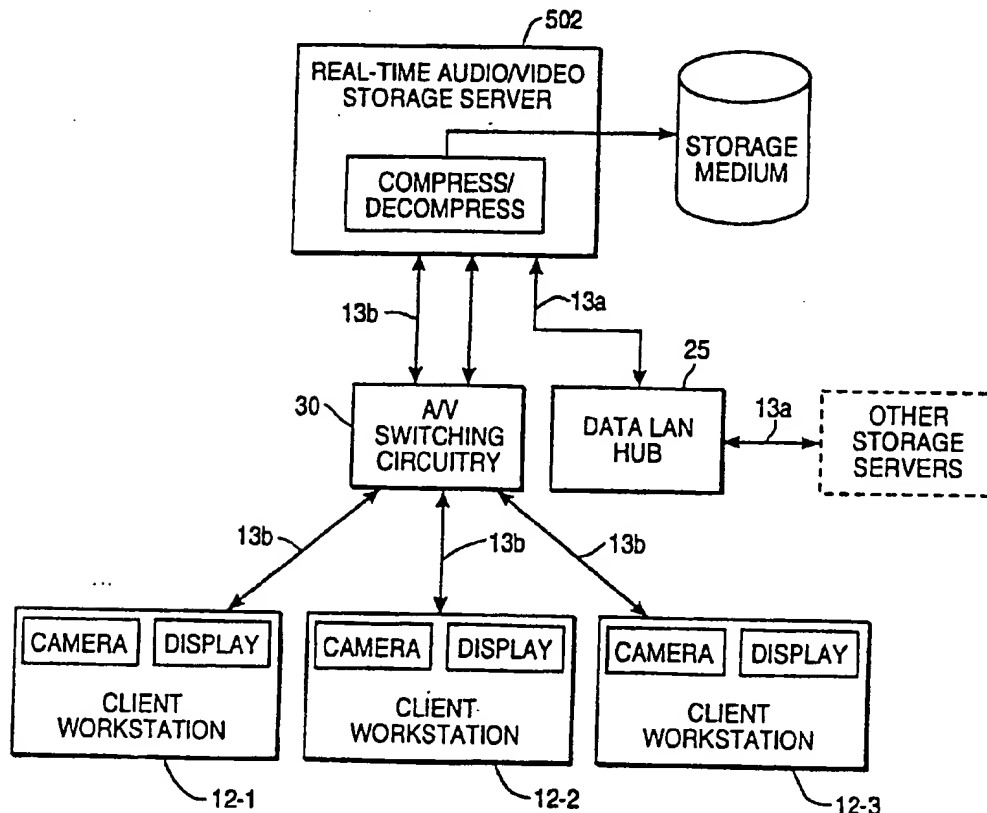 502
REAL-TIME AUDIO/VIDEO
STORAGE SERVER
COMPRESS/
DECOMPRESS
STORAGE
MEDIUM
13b
13a
25
30
A/V
SWITCHING
CIRCUITRY
DATA LAN
HUB
13a
OTHER
STORAGE
SERVERS
13b
13b
13b
...
CAMERA
DISPLAY
CLIENT
WORKSTATION
CAMERA
DISPLAY
CLIENT
WORKSTATION
CAMERA
DISPLAY
CLIENT
WORKSTATION
12-1
12-2
12-3